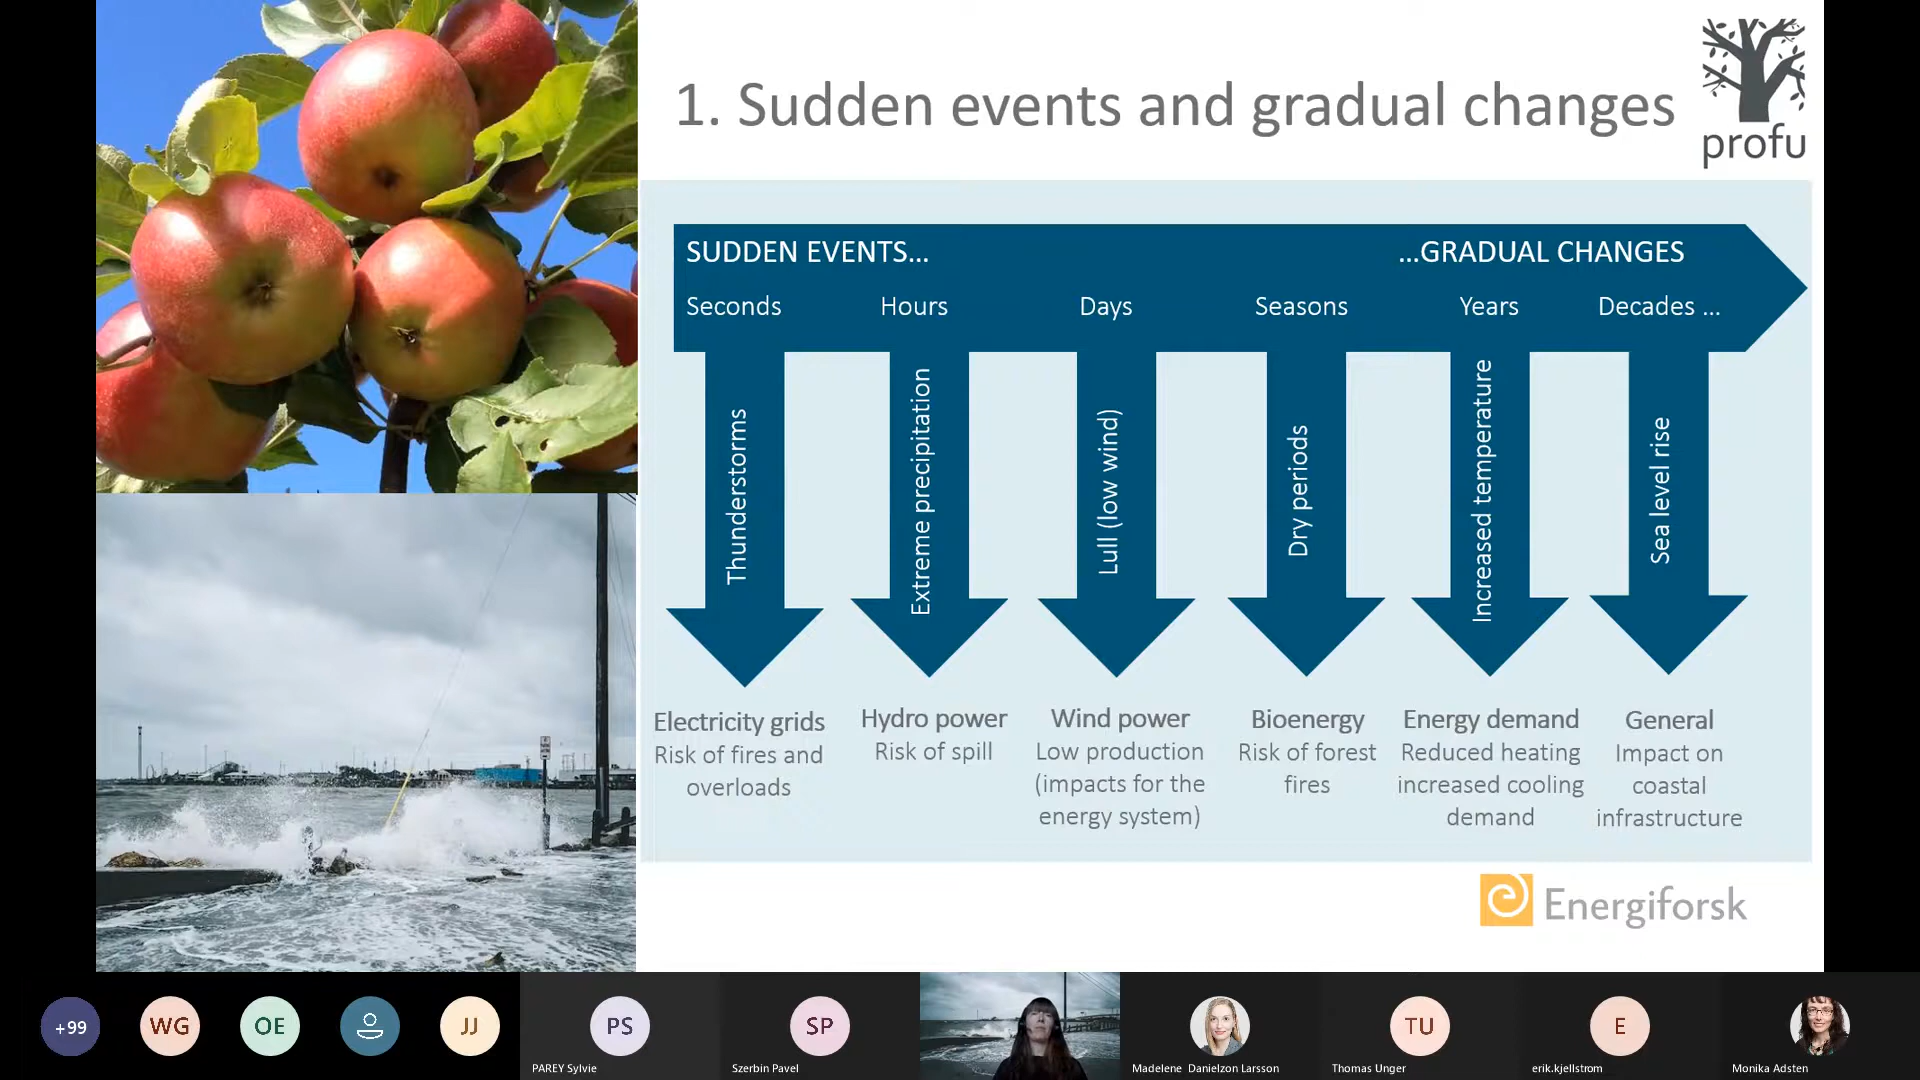 1. Sudden events and gradual changes
profu
SUDDEN EVENTS...
...GRADUAL CHANGES
Seconds
Hours
Days
Seasons
Years
Decades ...
Thunderstorms
Extreme precipitation
Lull (low wind)
Dry periods
Increased temperature
Sea level rise
Electricity grids
Risk of fires and
overloads
Hydro power
Risk of spill
Wind power
Low production
(impacts for the
energy system)
Bioenergy
Risk of forest
fires
Energy demand
Reduced heating
increased cooling
demand
General
Impact on
coastal
infrastructure
Energiforsk
+99
WG
OE
JJ
PS
PAREY Sylvie
SP
Szerbin Pavel
Madelene Danielzon Larsson
TU
Thomas Unger
E
erik.kjellstrom
Monika Adsten